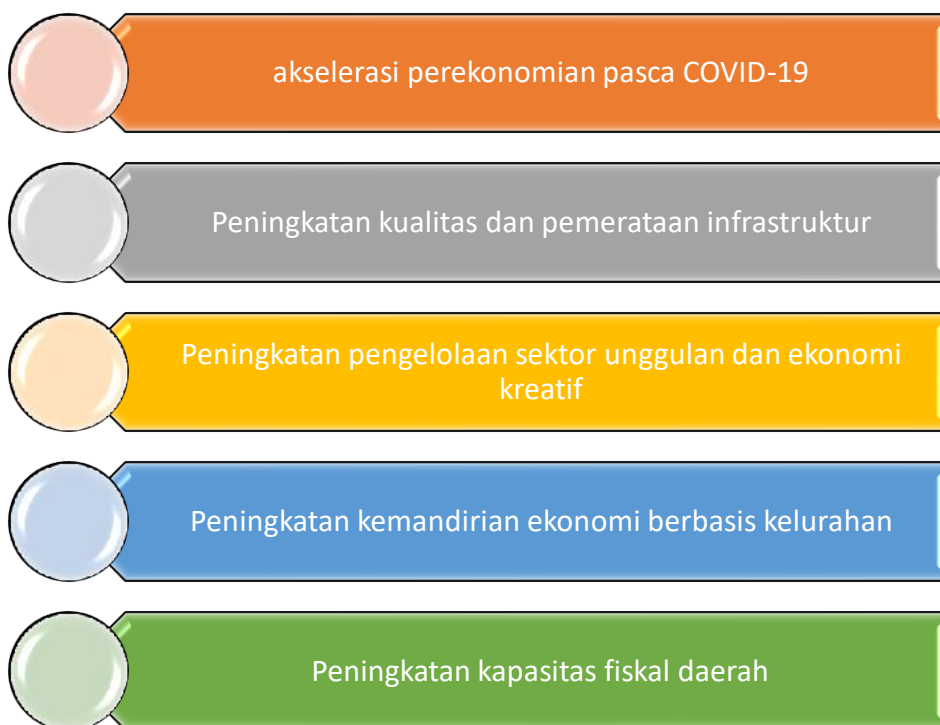 akselerasi perekonomian pasca COVID-19
Peningkatan kualitas dan pemerataan infrastruktur
Peningkatan pengelolaan sektor unggulan dan ekonomi
kreatif
Peningkatan kemandirian ekonomi berbasis kelurahan
Peningkatan kapasitas fiskal daerah